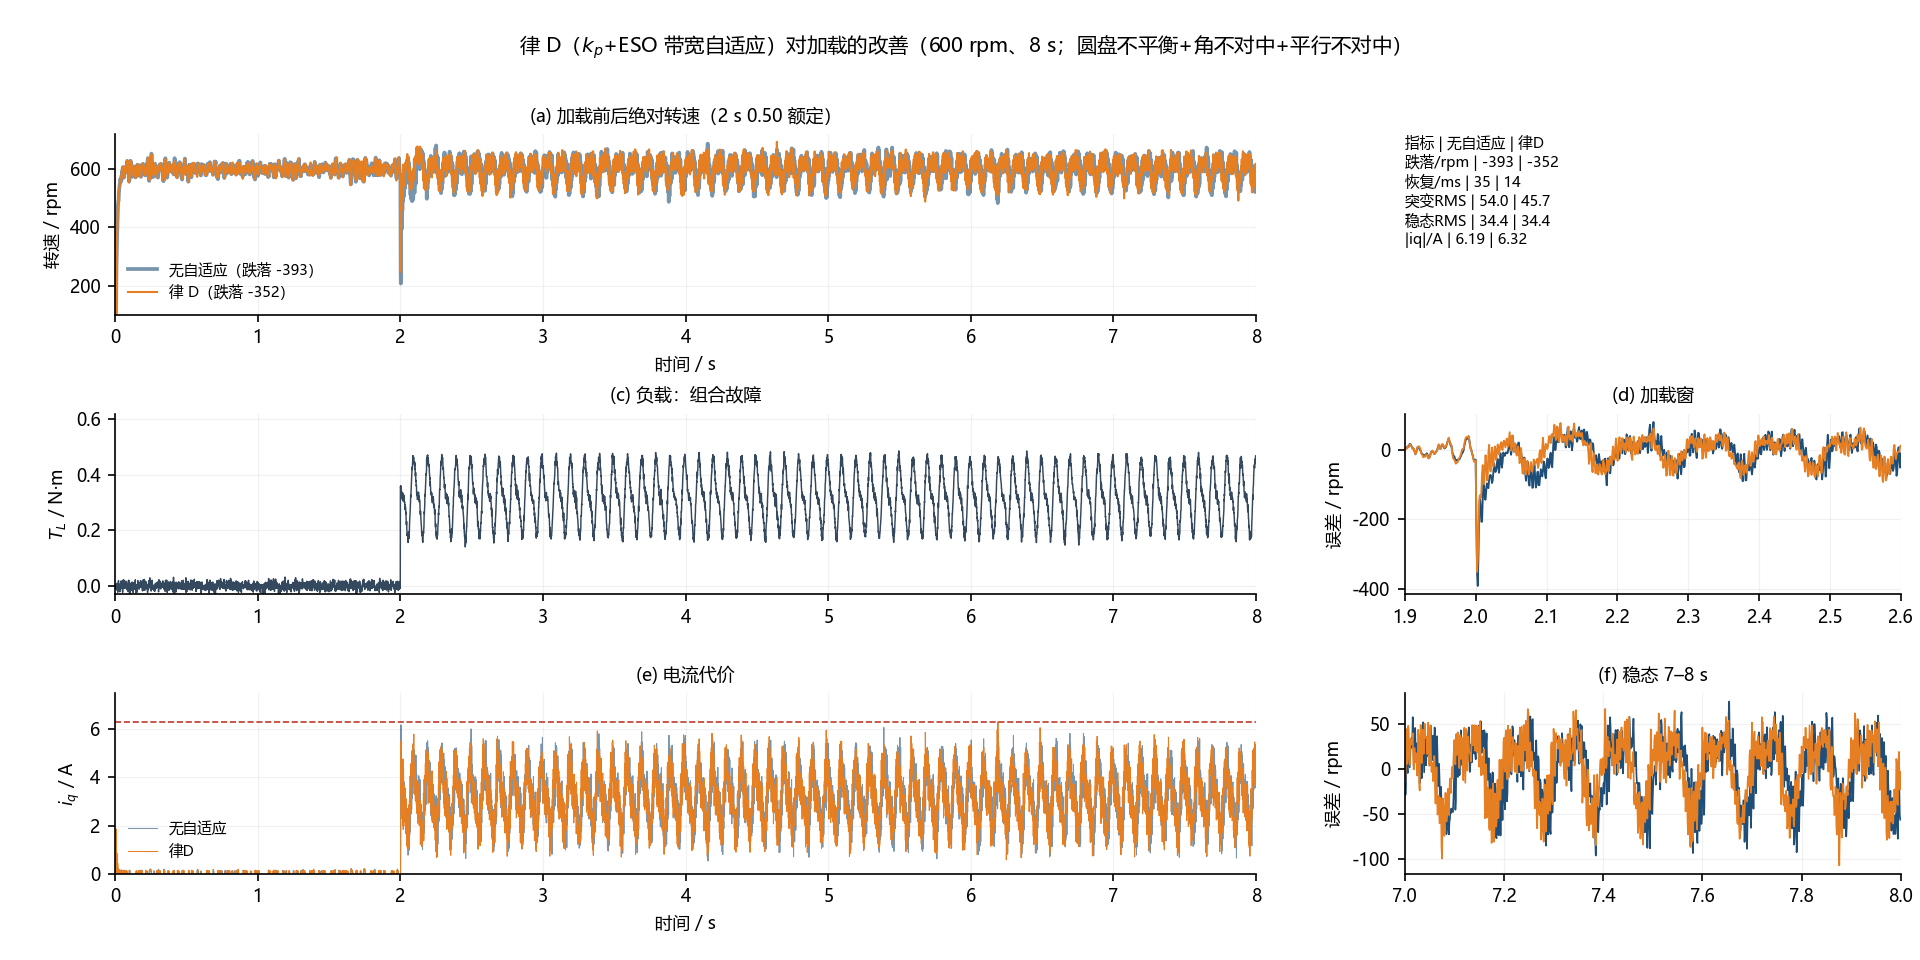 律 D（kp+ESO 带宽自适应）对加载的改善（600 rpm、8 s；圆盘不平衡+角不对中+平行不对中）
(a) 加载前后绝对转速（2 s 0.50 额定）
转速 / rpm
600
400
200
无自适应（跌落 -393）
律 D（跌落 -352）
0 1 2 3 4 5 6 7 8
时间 / s
指标 | 无自适应 | 律D
跌落/rpm | -393 | -352
恢复/ms | 35 | 14
突变RMS | 54.0 | 45.7
稳态RMS | 34.4 | 34.4
|iq|/A | 6.19 | 6.32
(c) 负载：组合故障
TL / N·m
0.6
0.4
0.2
0.0
0 1 2 3 4 5 6 7 8
(d) 加载窗
误差 / rpm
0
-200
-400
1.9 2.0 2.1 2.2 2.3 2.4 2.5 2.6
(e) 电流代价
iq / A
6
4
2
0
无自适应
律D
0 1 2 3 4 5 6 7 8
时间 / s
(f) 稳态 7–8 s
误差 / rpm
50
0
-50
-100
7.0 7.2 7.4 7.6 7.8 8.0